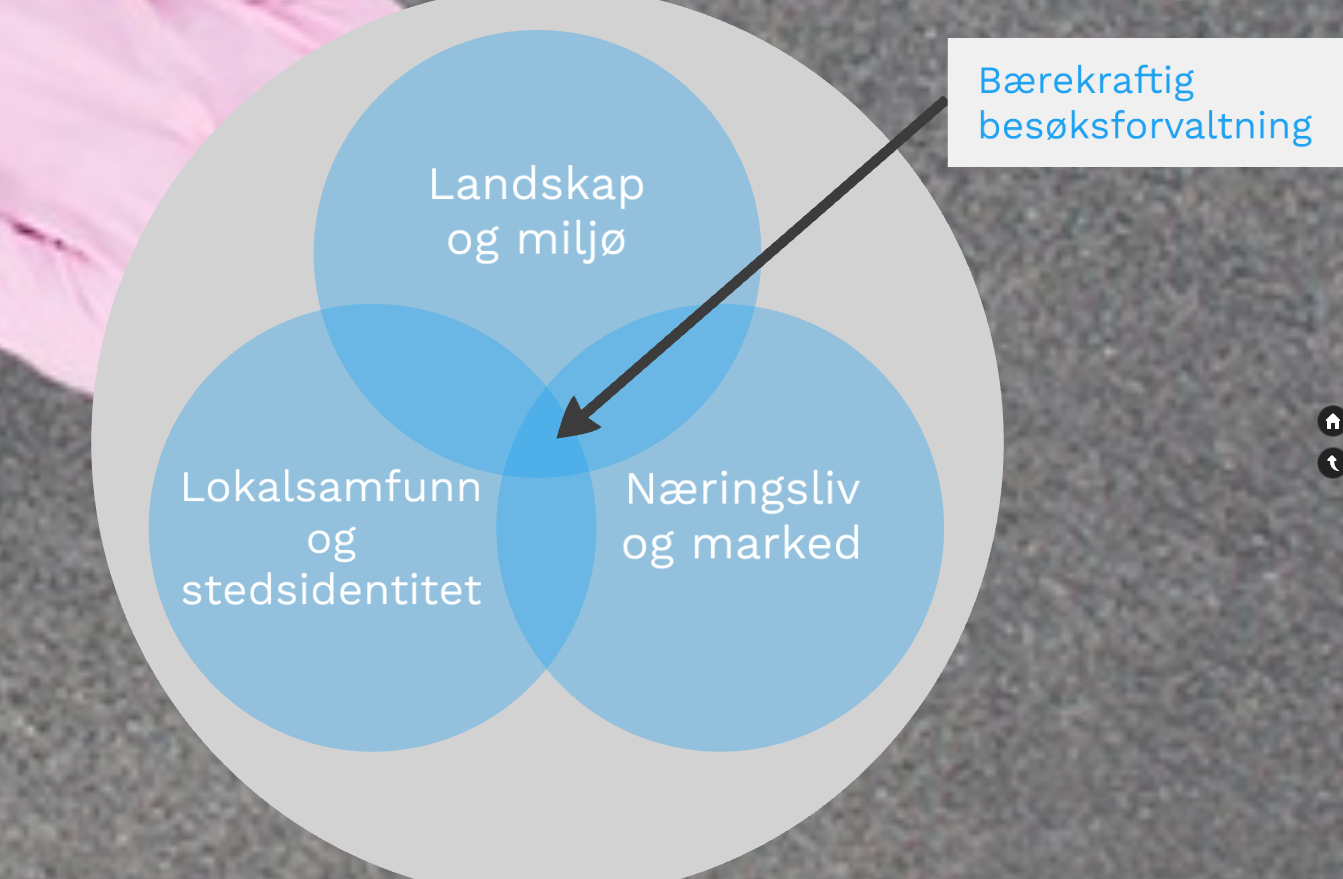 Bærekraftig
besøksforvaltning
Landskap
og miljø
Lokalsamfunn
og
stedsidentitet
Næringsliv
og marked